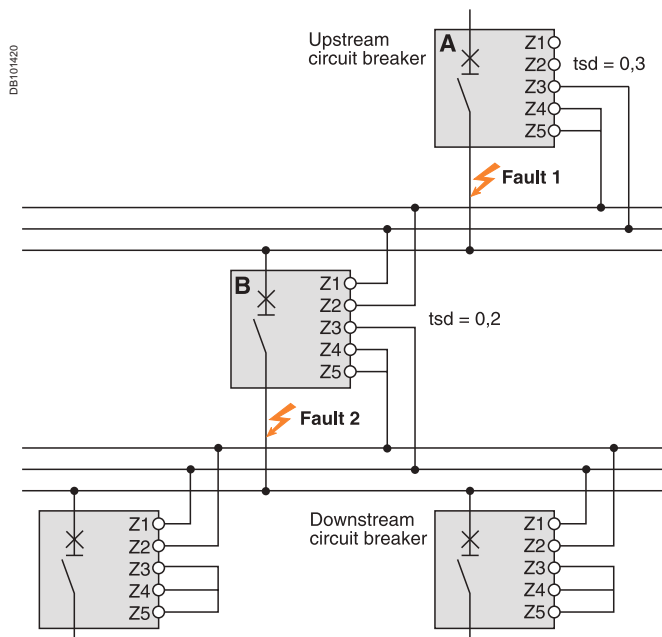 DB101420
Upstream
circuit breaker
A
Z1
Z2
Z3
Z4
Z5
tsd = 0,3
Fault 1
B
Z1
Z2
Z3
Z4
Z5
tsd = 0,2
Fault 2
Z1
Z2
Z3
Z4
Z5
Downstream
circuit breaker
Z1
Z2
Z3
Z4
Z5